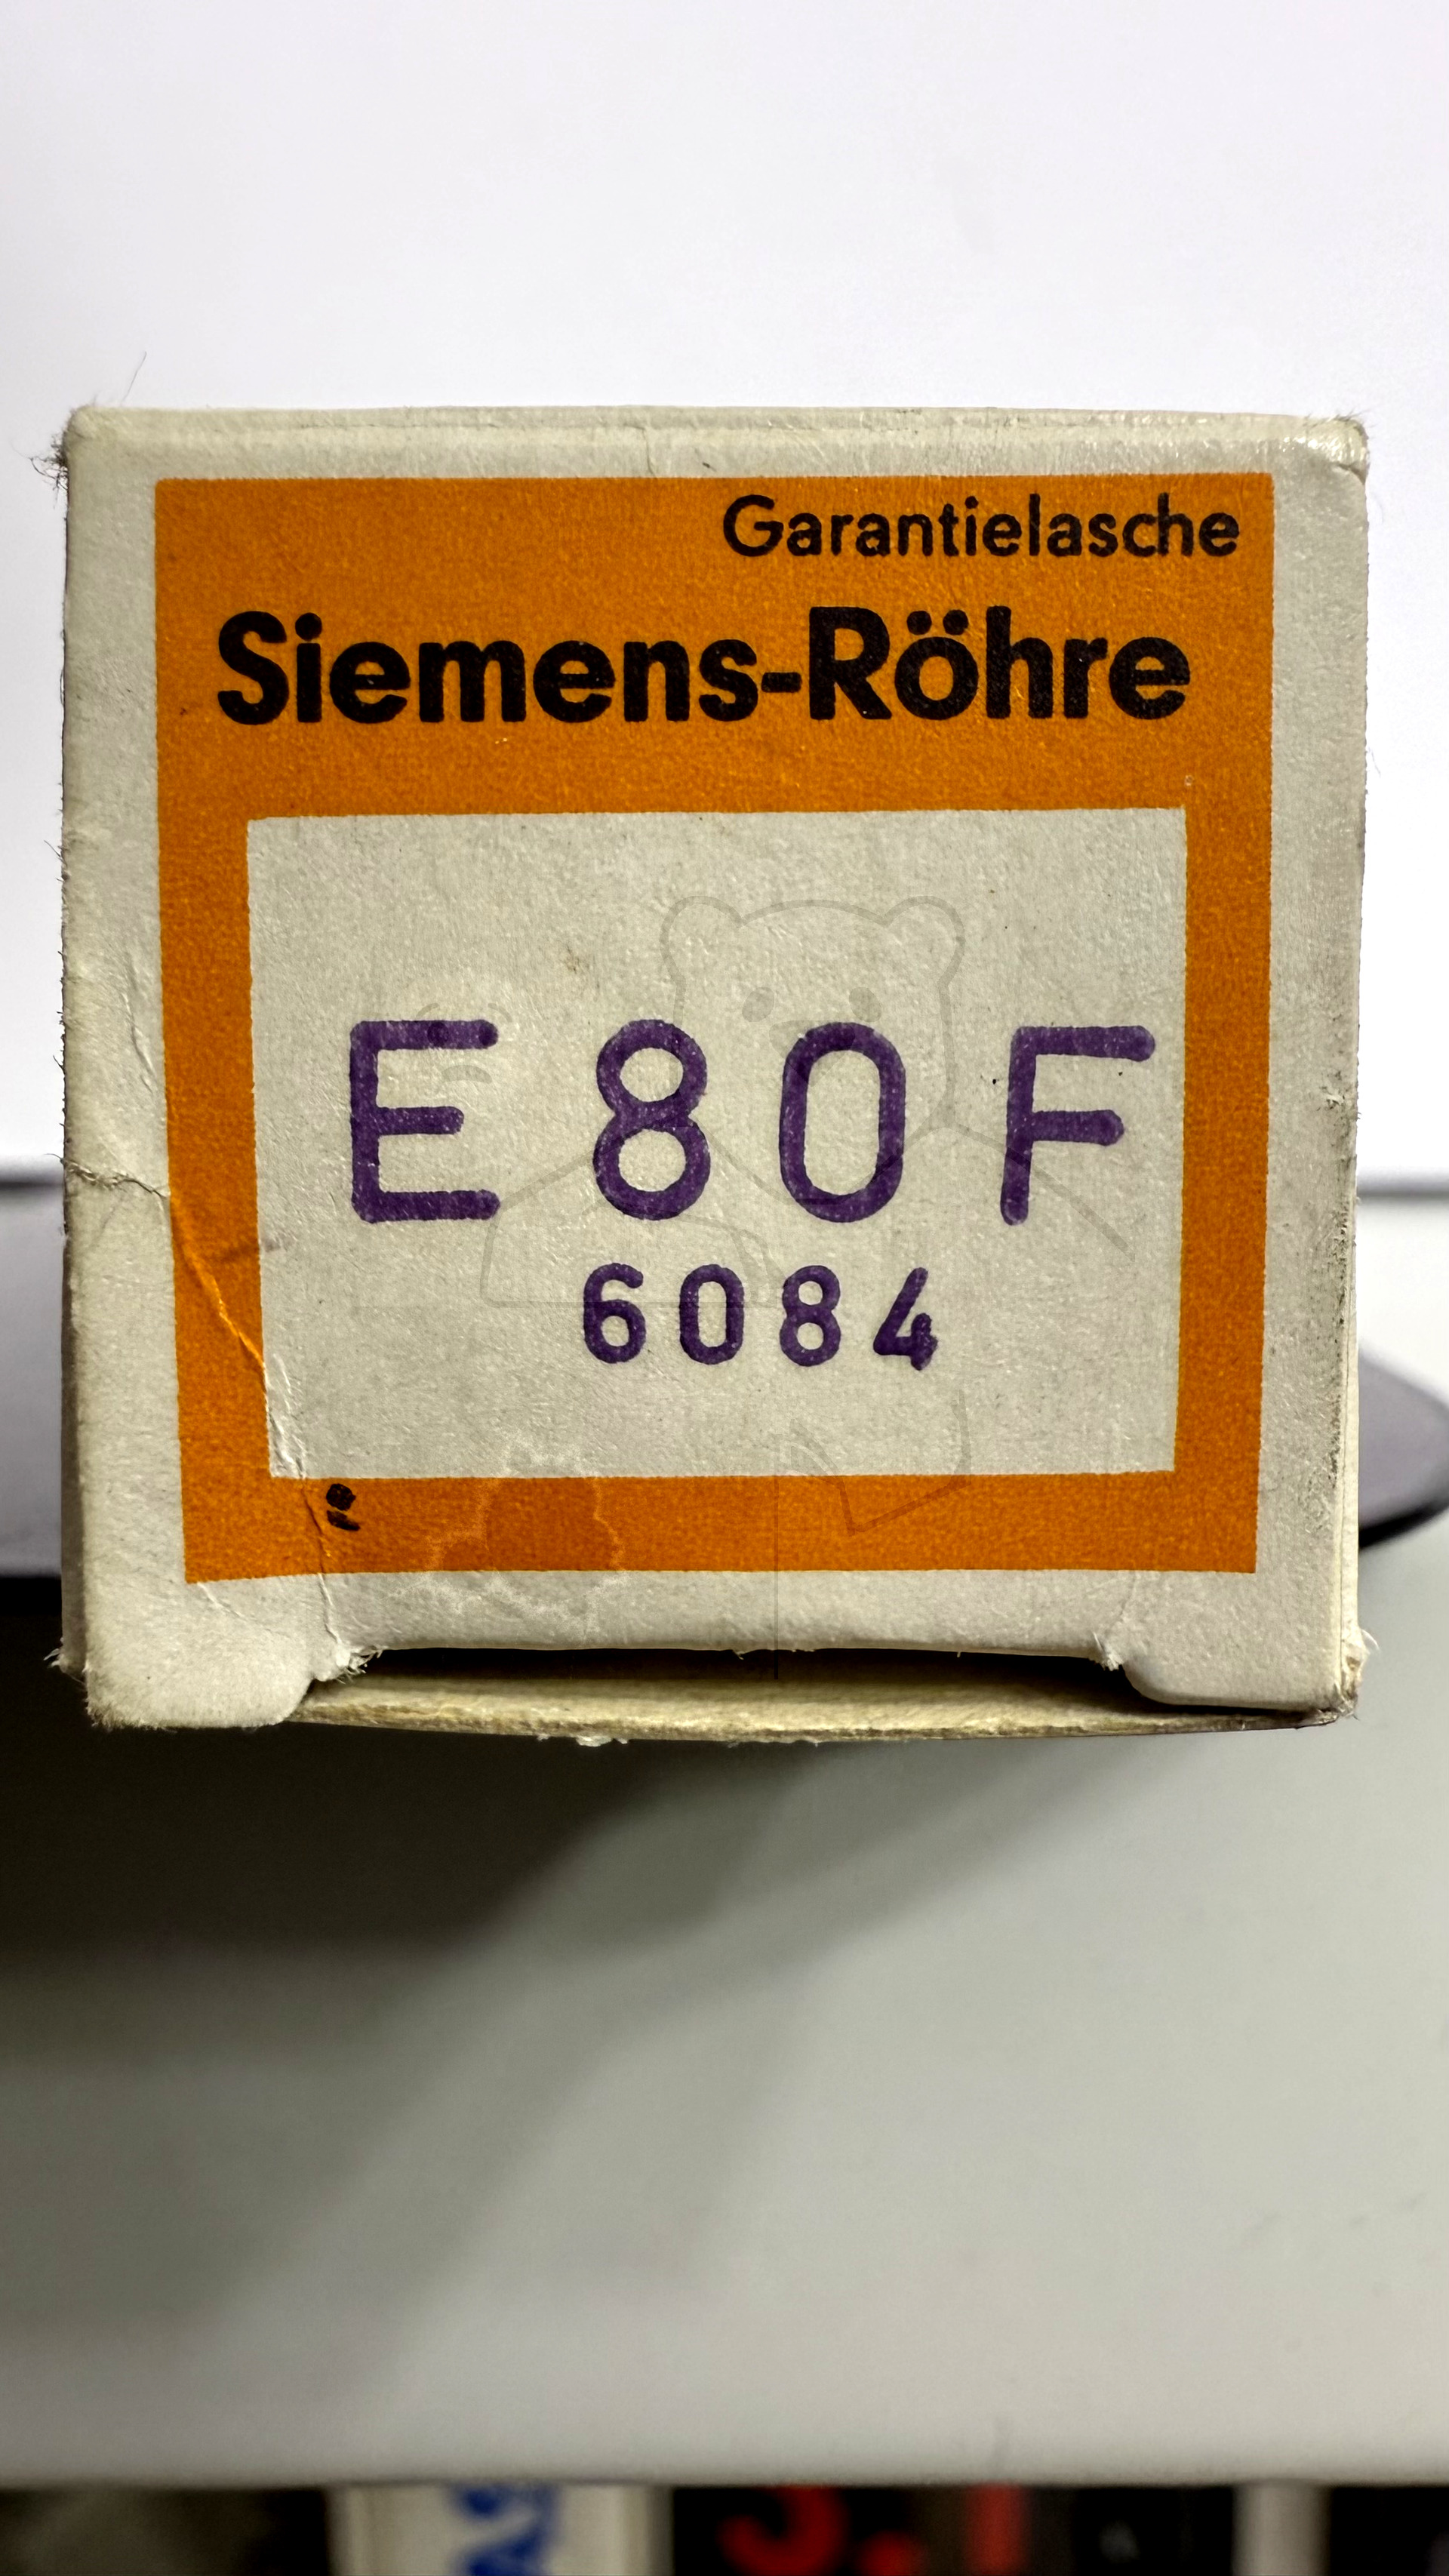 Garantielasche
Siemens-Röhre
E 80 F
6084